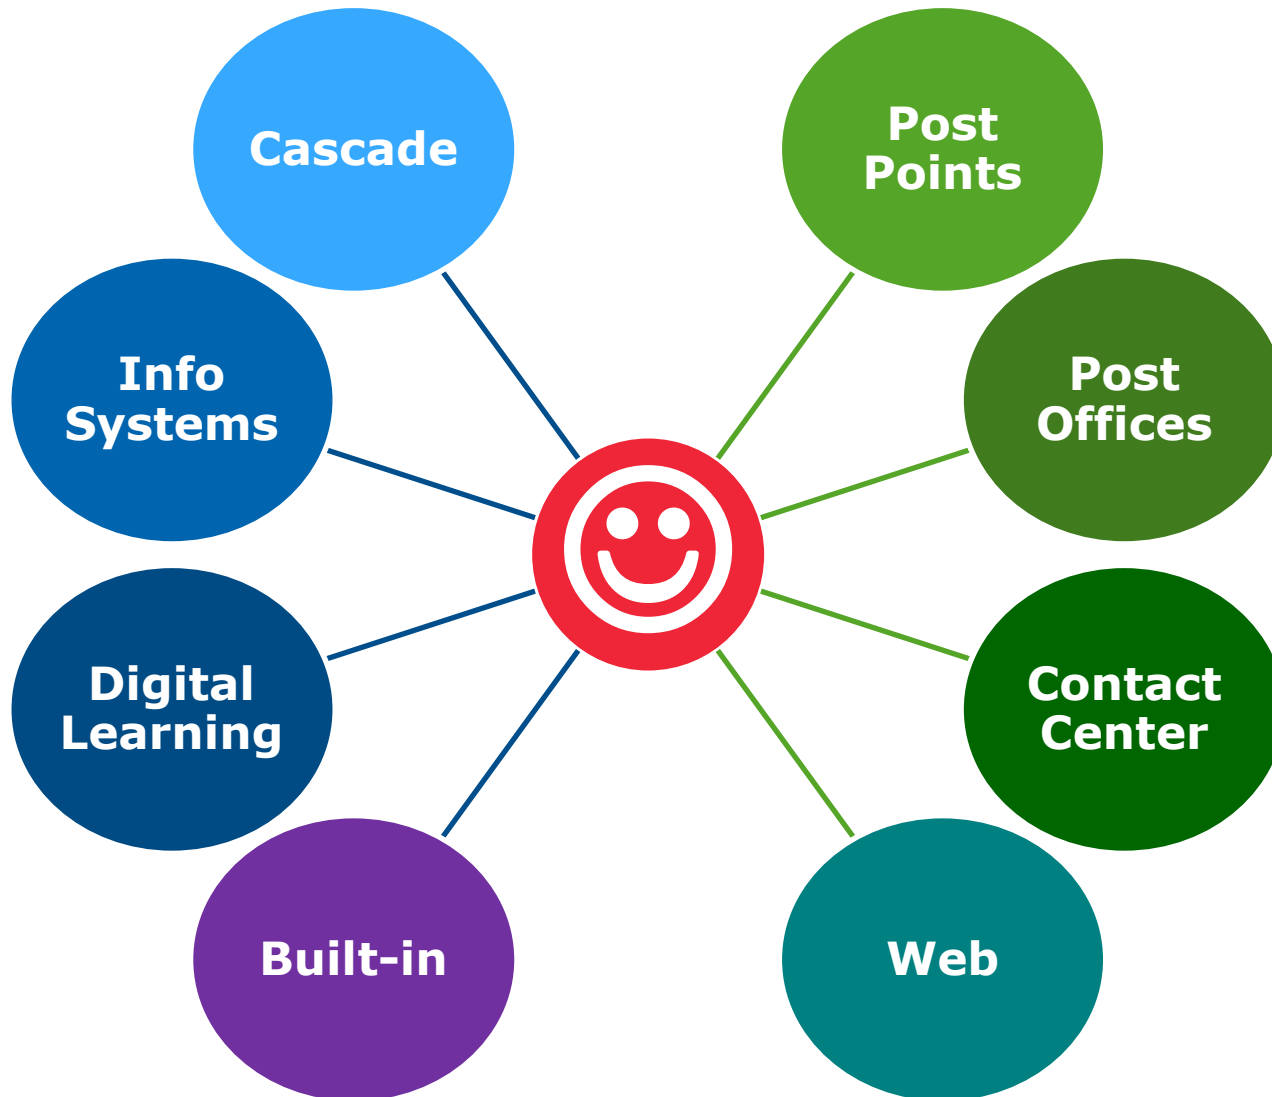 Cascade
Post
Points
Info
Systems
Post
Offices
Digital
Learning
Contact
Center
Built–in
Web